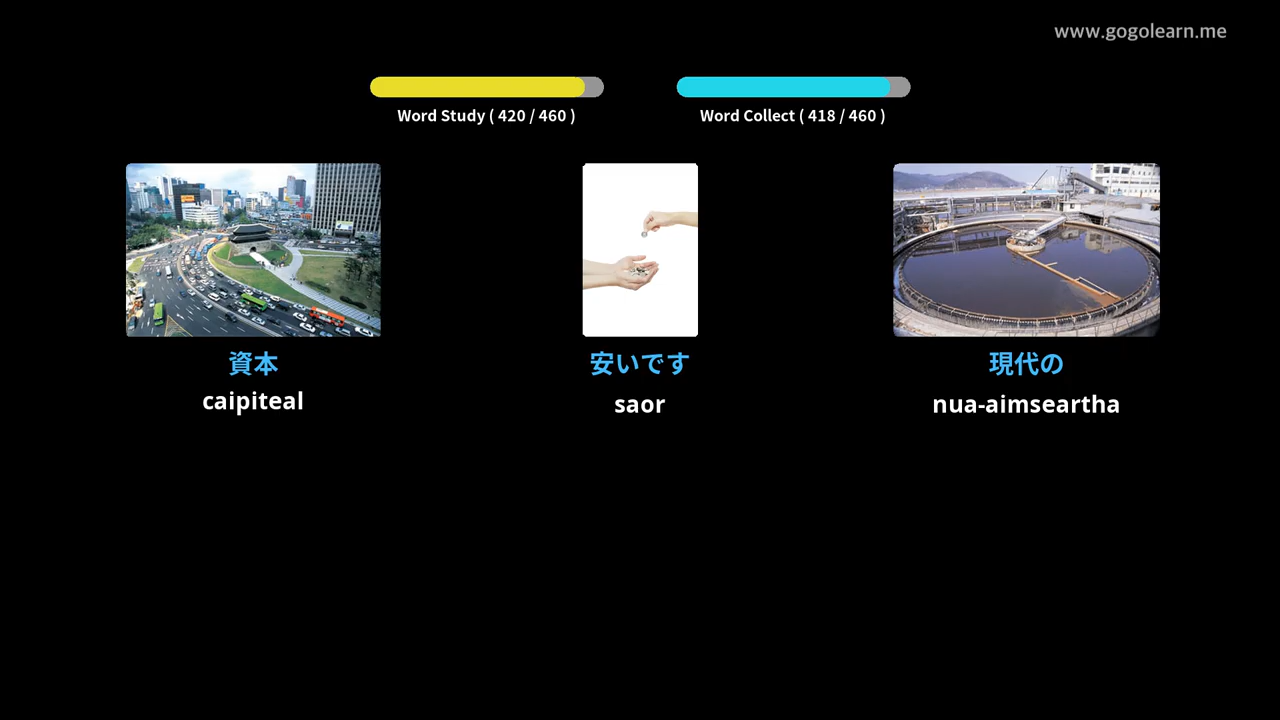 www.gogolearn.me
Word Study ( 420 / 460 )
Word Collect ( 418 / 460 )
資本
caipiteal
安いです
saor
現代の
nua-aimseartha